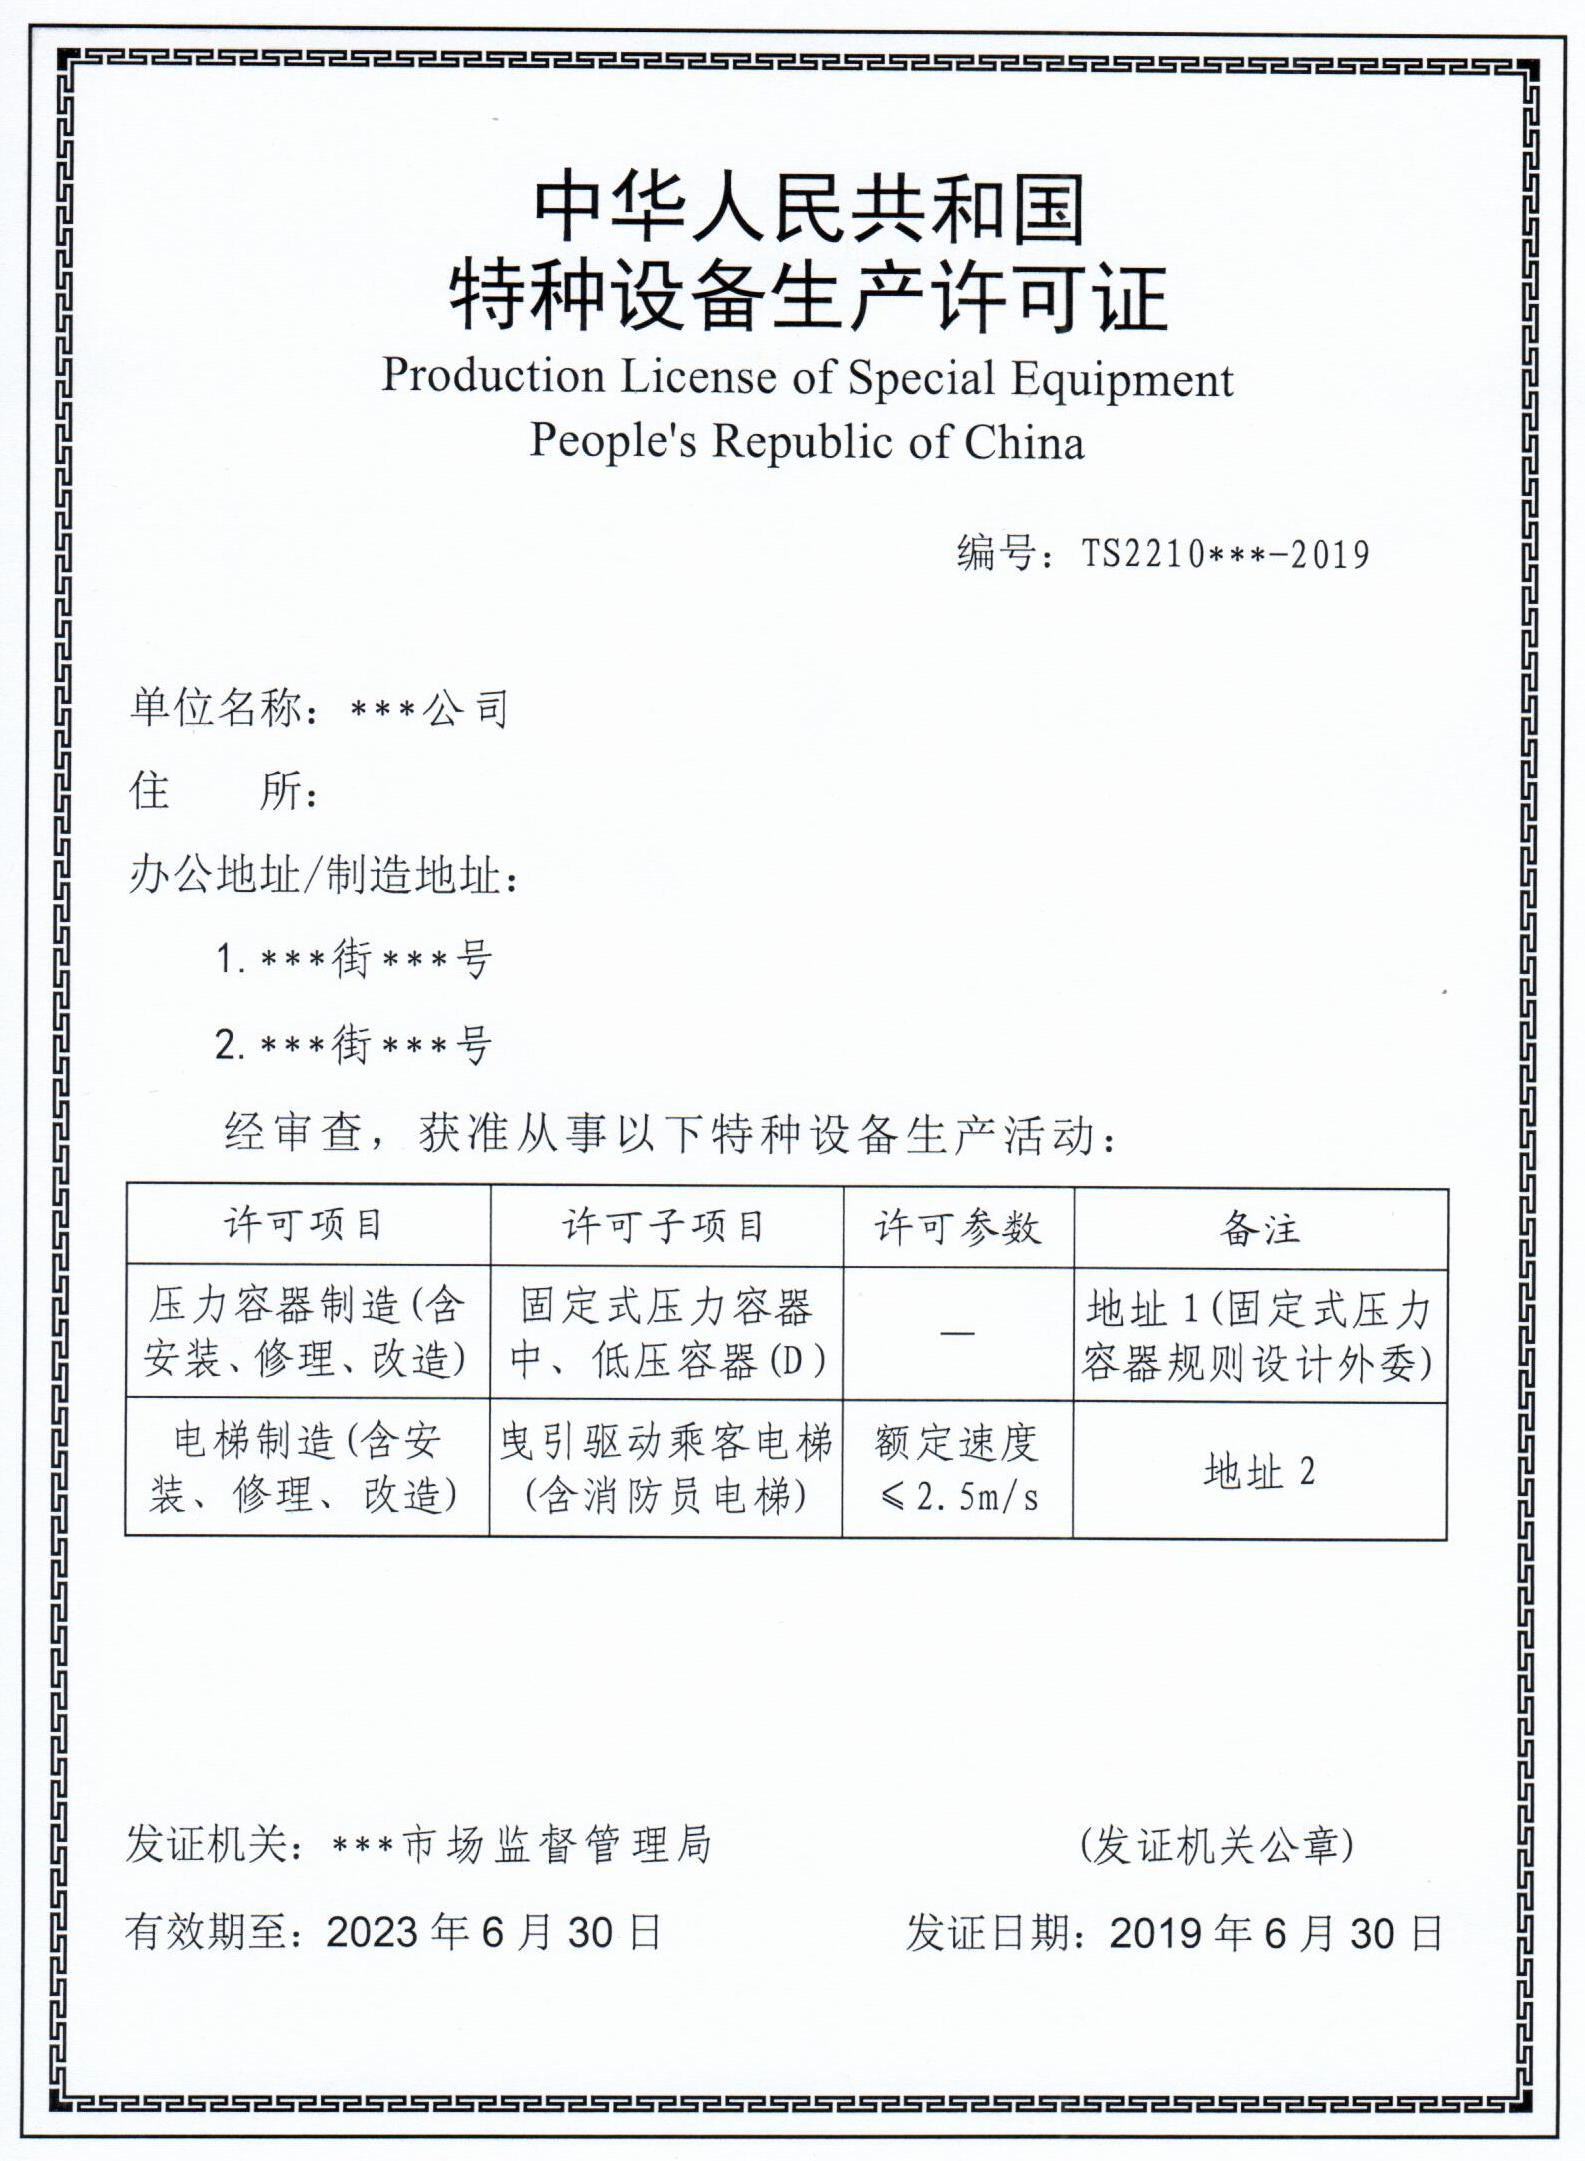 中华人民共和国
特种设备生产许可证
Production License of Special Equipment
People's Republic of China
编号：TS2210***-2019
单位名称：***公司
住　　所：
办公地址/制造地址：
1.***街***号
2.***街***号
经审查，获准从事以下特种设备生产活动：
许可项目 许可子项目 许可参数 备注
压力容器制造(含 固定式压力容器 — 地址1(固定式压力
安装、修理、改造) 中、低压容器(D) 容器规则设计外委)
电梯制造(含安 曳引驱动乘客电梯 额定速度 地址2
装、修理、改造) (含消防员电梯) ≤2.5m/s
发证机关：***市场监督管理局 (发证机关公章)
有效期至：2023年6月30日 发证日期：2019年6月30日